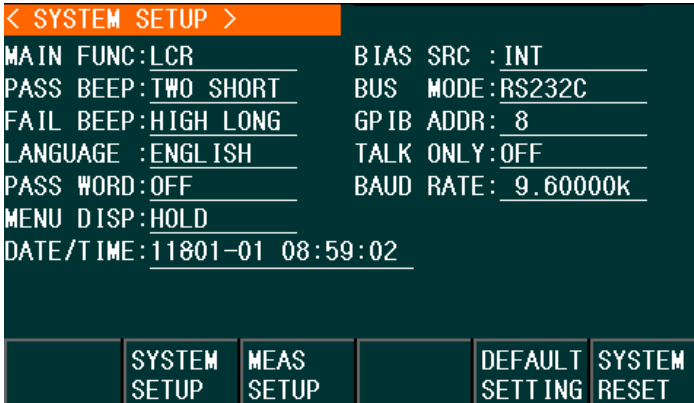 < SYSTEM SETUP >
MAIN FUNC:LCR BIAS SRC :INT
PASS BEEP:TWO SHORT BUS MODE:RS232C
FAIL BEEP:HIGH LONG GPIB ADDR: 8
LANGUAGE :ENGLISH TALK ONLY:OFF
PASS WORD:OFF BAUD RATE: 9.60000k
MENU DISP:HOLD
DATE/TIME:11801-01 08:59:02
SYSTEM MEAS DEFAULT SYSTEM
SETUP SETUP SETTING RESET